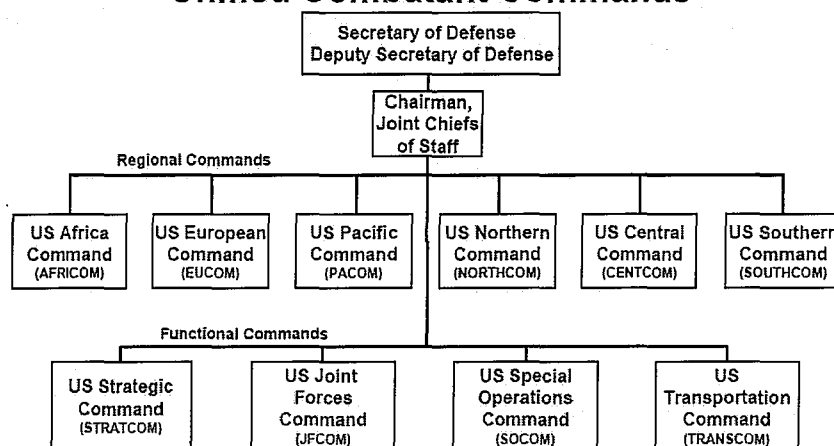 Unified Combatant Commands
Secretary of Defense
Deputy Secretary of Defense
Chairman,
Joint Chiefs
of Staff
Regional Commands
US Africa
Command
(AFRICOM)
US European
Command
(EUCOM)
US Pacific
Command
(PACOM)
US Northern
Command
(NORTHCOM)
US Central
Command
(CENTCOM)
US Southern
Command
(SOUTHCOM)
Functional Commands
US Strategic
Command
(STRATCOM)
US Joint
Forces
Command
(JFCOM)
US Special
Operations
Command
(SOCOM)
US
Transportation
Command
(TRANSCOM)